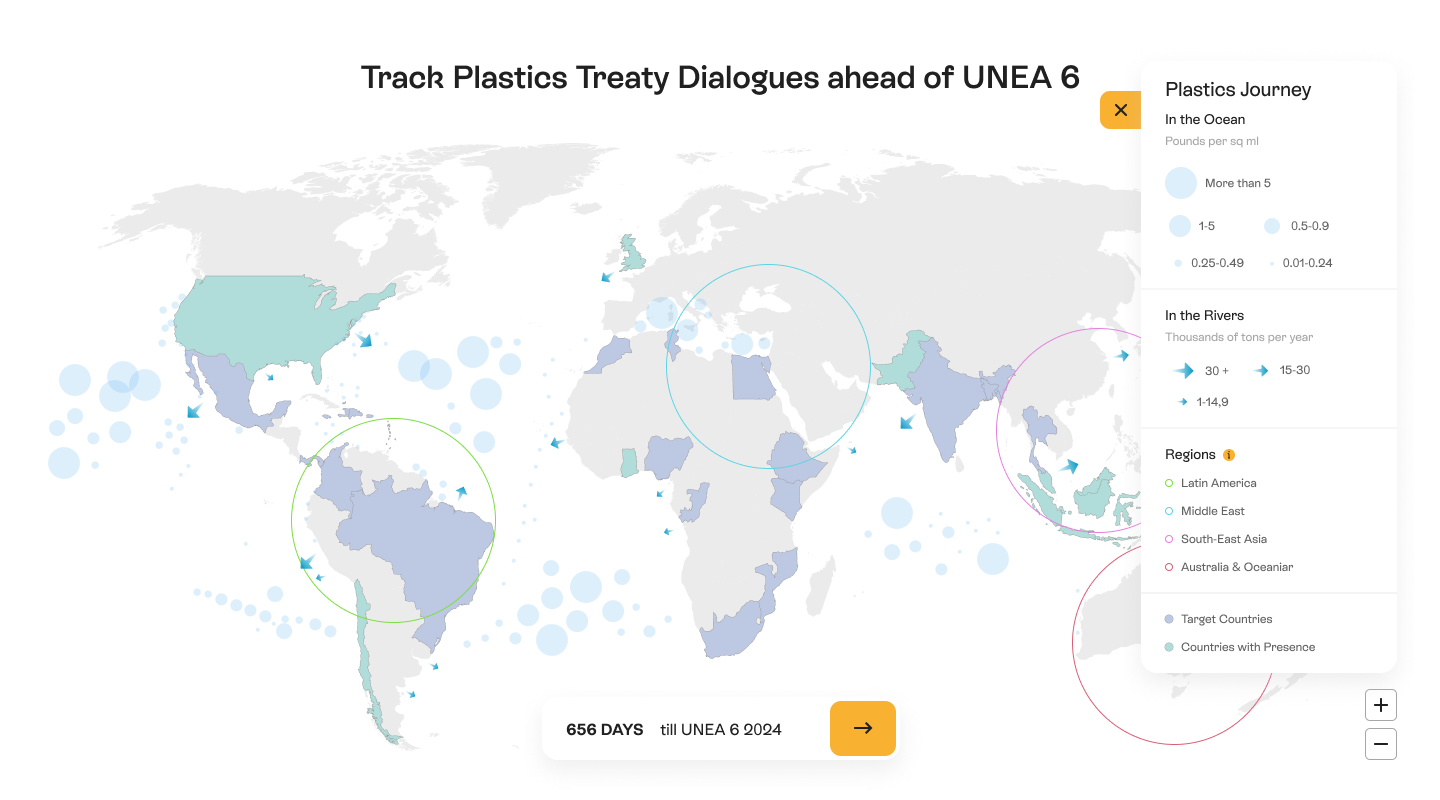 Track Plastics Treaty Dialogues ahead of UNEA 6
Plastics Journey
In the Ocean
Pounds per sq ml
More than 5
1-5
0.5-0.9
0.25-0.49
0.01-0.24
In the Rivers
Thousands of tons per year
30 +
15-30
1-14,9
Regions i
Latin America
Middle East
South-East Asia
Australia & Oceaniar
Target Countries
Countries with Presence
656 DAYS till UNEA 6 2024